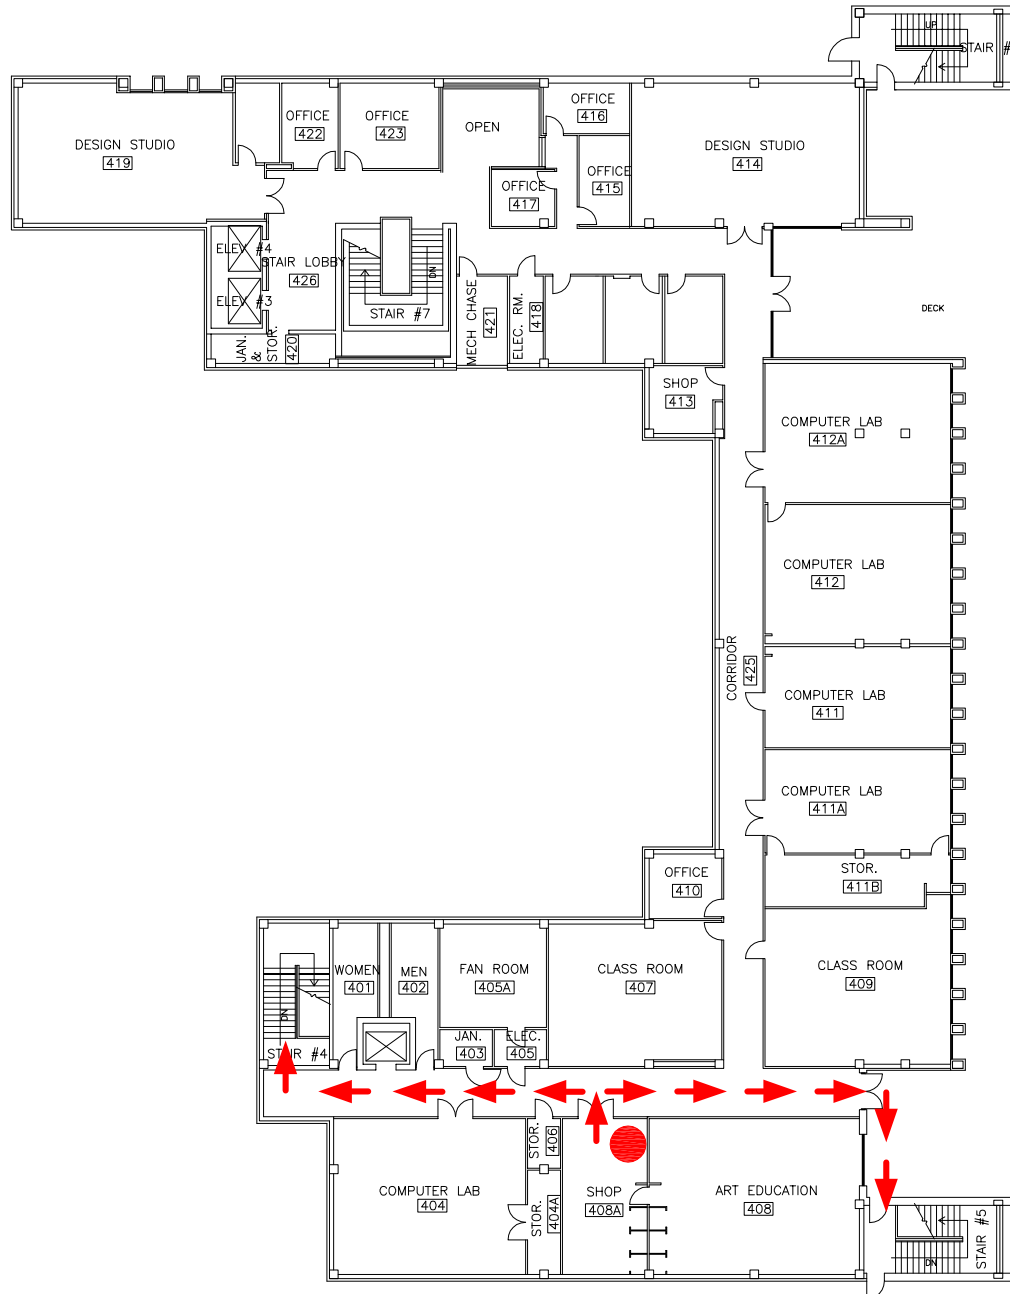 UP
STAIR #
OFFICE
416
OFFICE
422
OFFICE
423
OPEN
DESIGN STUDIO
419
DESIGN STUDIO
414
OFFICE
415
OFFICE
417
ELEV #4
STAIR LOBBY
426
DN
ELEV #3
STAIR #7
MECH CHASE
421
ELEC. RM.
418
DECK
JAN.
&
STOR.
420
SHOP
413
COMPUTER LAB
412A
COMPUTER LAB
412
CORRIDOR
425
COMPUTER LAB
411
COMPUTER LAB
411A
STOR.
411B
OFFICE
410
WOMEN
401
MEN
402
FAN ROOM
405A
CLASS ROOM
407
CLASS ROOM
409
DN
STAIR #4
JAN.
403
ELEC.
405
STOR.
406
COMPUTER LAB
404
STOR.
404A
SHOP
408A
ART EDUCATION
408
STAIR #5
DN